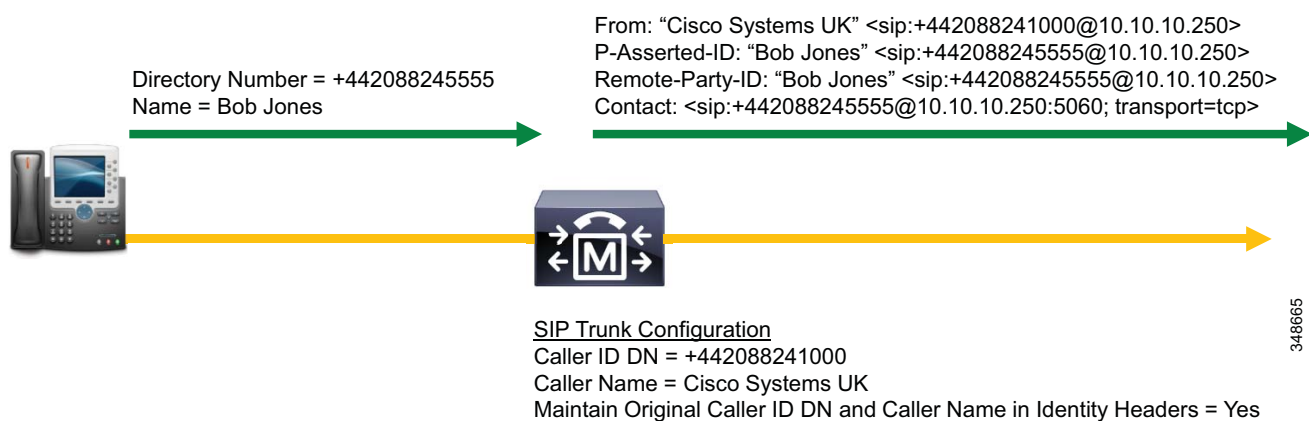 From: “Cisco Systems UK” <sip:+442088241000@10.10.10.250>
P-Asserted-ID: “Bob Jones” <sip:+442088245555@10.10.10.250>
Remote-Party-ID: “Bob Jones” <sip:+442088245555@10.10.10.250>
Contact: <sip:+442088245555@10.10.10.250:5060; transport=tcp>
Directory Number = +442088245555
Name = Bob Jones
M
SIP Trunk Configuration
Caller ID DN = +442088241000
Caller Name = Cisco Systems UK
Maintain Original Caller ID DN and Caller Name in Identity Headers = Yes
348665